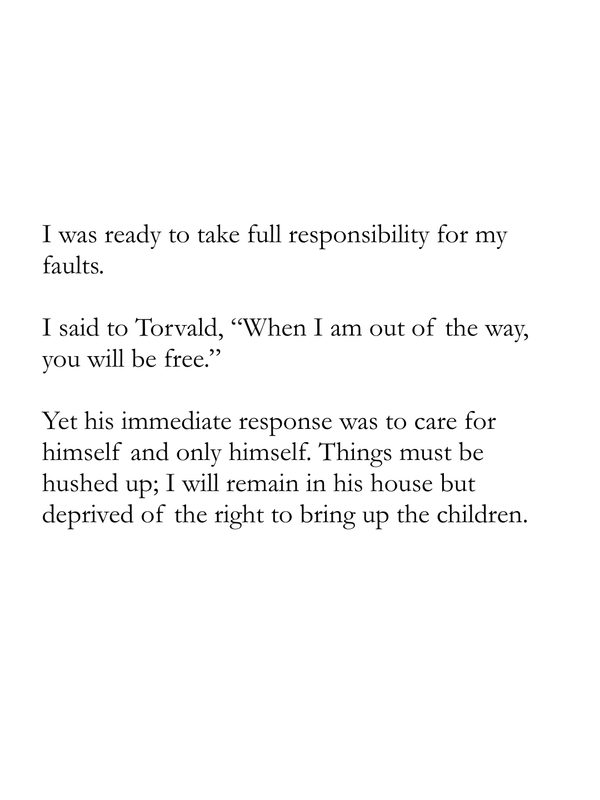 I was ready to take full responsibility for my
faults.
I said to Torvald, “When I am out of the way,
you will be free.”
Yet his immediate response was to care for
himself and only himself. Things must be
hushed up; I will remain in his house but
deprived of the right to bring up the children.